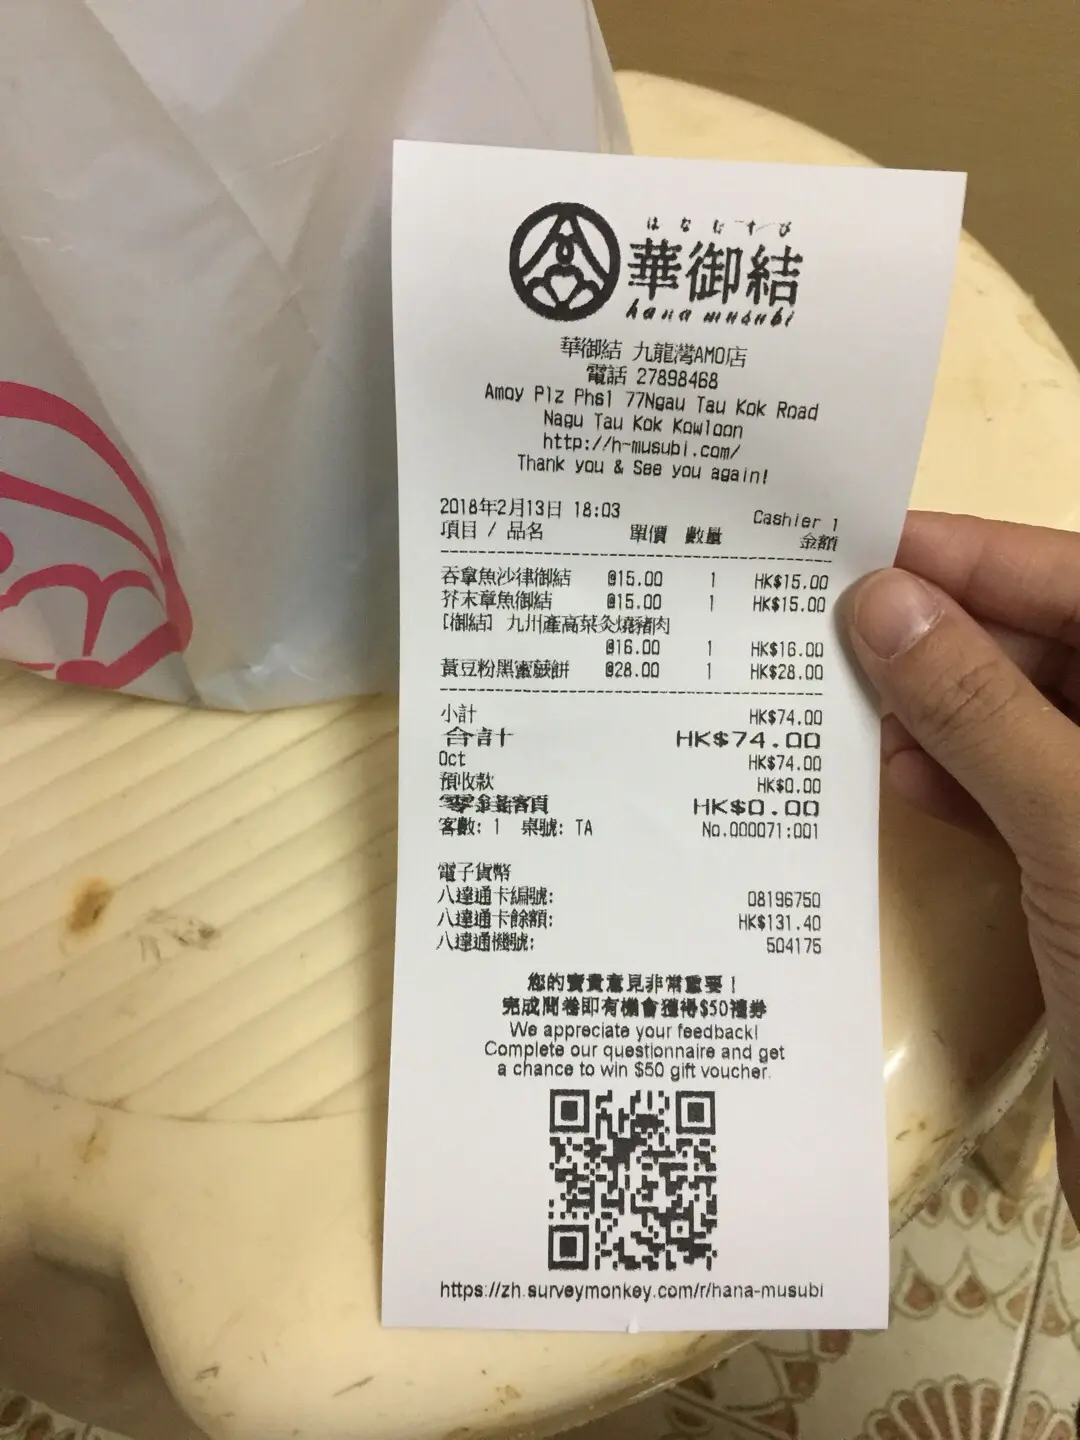 はなむすび
華御結
hana musubi
華御結 九龍灣AMO店
電話 27898468
Amoy Plz Phs1 77Ngau Tau Kok Road
Nagu Tau Kok Kowloon
http://h-musubi.com/
Thank you & See you again!
2018年2月13日 18:03 Cashier 1
項目 / 品名 單價 數量 金額
吞拿魚沙律御結 @15.00 1 HK$15.00
芥末章魚御結 @15.00 1 HK$15.00
[御結] 九州產高菜灸燒豬肉
@16.00 1 HK$16.00
黃豆粉黑蜜蕨餅 @28.00 1 HK$28.00
小計 HK$74.00
合計 HK$74.00
Oct HK$74.00
預收款 HK$0.00
零錢客頁 HK$0.00
客數: 1 桌號: TA No.000071:001
電子貨幣
八達通卡編號: 08196750
八達通卡餘額: HK$131.40
八達通機號: 504175
您的寶貴意見非常重要！
完成問卷即有機會獲得$50禮券
We appreciate your feedback!
Complete our questionnaire and get
a chance to win $50 gift voucher.
https://zh.surveymonkey.com/r/hana-musubi